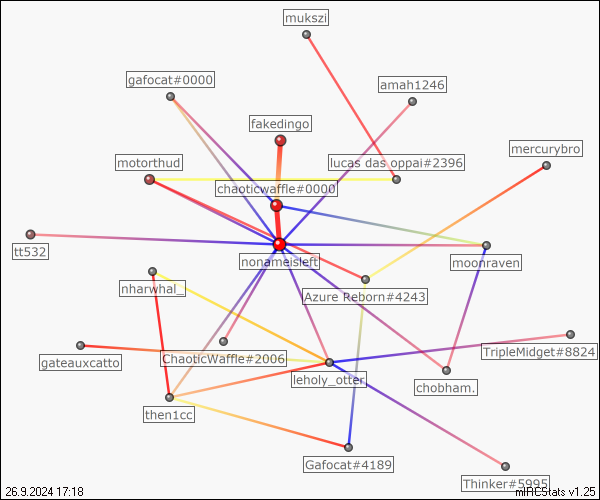 mukszi
gafocat#0000
amah1246
fakedingo
mercurybro
motorthud
lucas das oppai#2396
chaoticwaffle#0000
tt532
nonameisleft
moonraven
nharwhal_
Azure Reborn#4243
gateauxcatto
ChaoticWaffle#2006
TripleMidget#8824
leholy_otter
chobham.
then1cc
Gafocat#4189
Thinker#5995
26.9.2024 17:18
mIRCStats v1.25